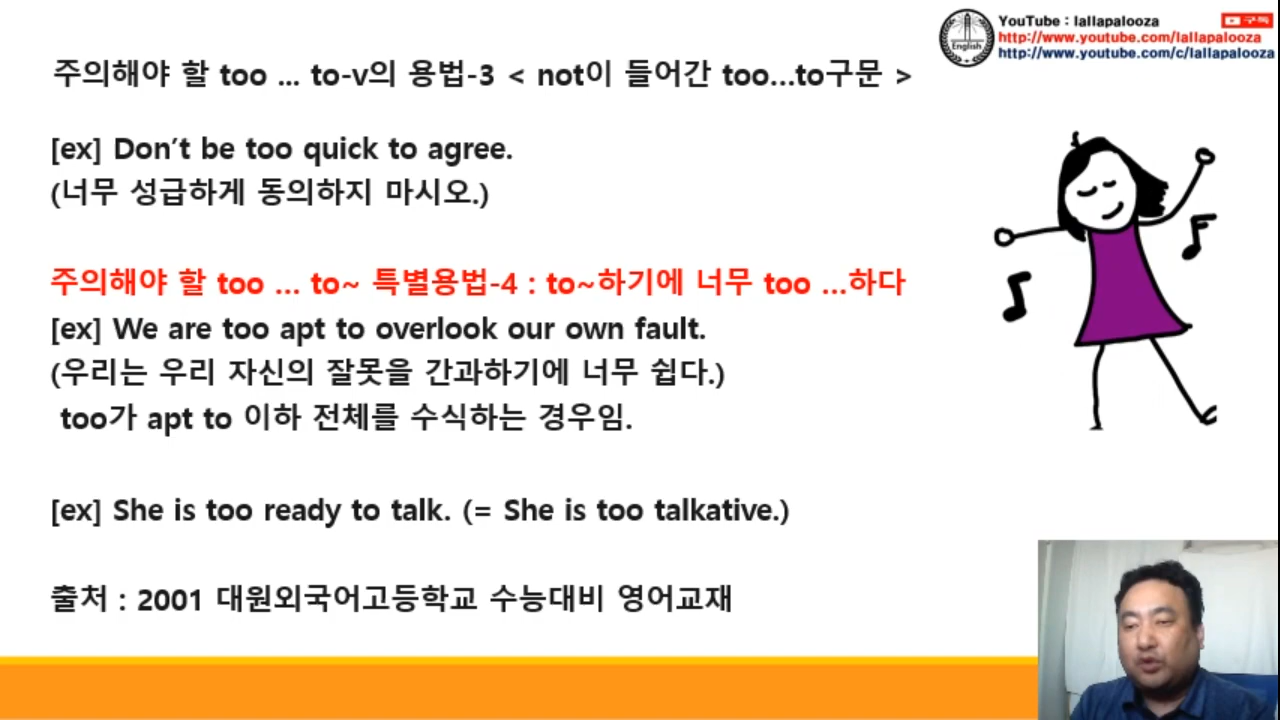 YouTube : lallapalooza
구독
http://www.youtube.com/lallapalooza
English
http://www.youtube.com/c/lallapalooza
주의해야 할 too ... to-v의 용법-3 < not이 들어간 too...to구문 >
[ex] Don't be too quick to agree.
(너무 성급하게 동의하지 마시오.)
주의해야 할 too ... to~ 특별용법-4 : to~하기에 너무 too ...하다
[ex] We are too apt to overlook our own fault.
(우리는 우리 자신의 잘못을 간과하기에 너무 쉽다.)
too가 apt to 이하 전체를 수식하는 경우임.
[ex] She is too ready to talk. (= She is too talkative.)
출처 : 2001 대원외국어고등학교 수능대비 영어교재